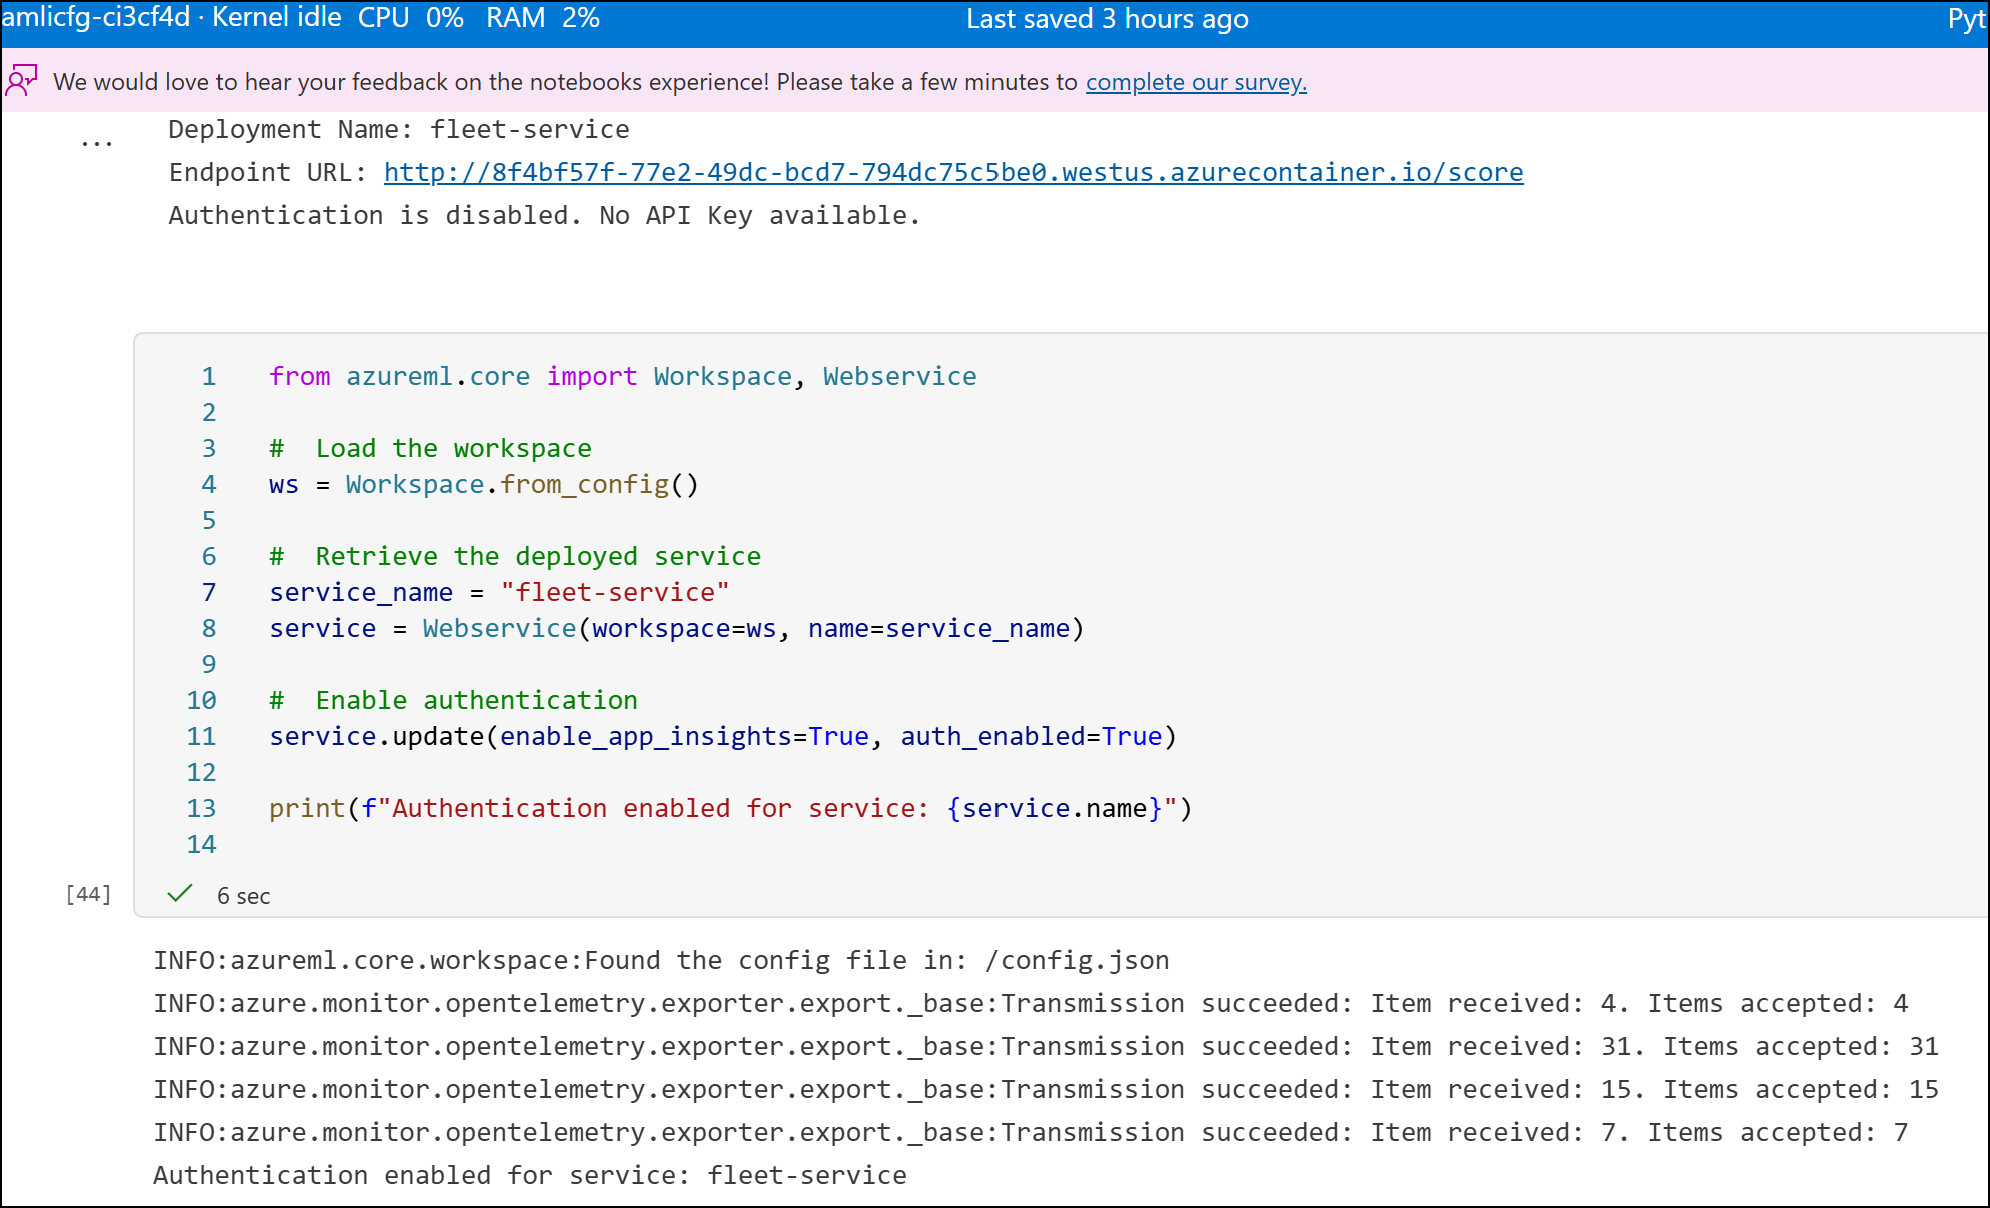 amlicfg-ci3cf4d · Kernel idle CPU 0% RAM 2% Last saved 3 hours ago Pyt
We would love to hear your feedback on the notebooks experience! Please take a few minutes to complete our survey.
... Deployment Name: fleet-service
Endpoint URL: http://8f4bf57f-77e2-49dc-bcd7-794dc75c5be0.westus.azurecontainer.io/score
Authentication is disabled. No API Key available.
1 from azureml.core import Workspace, Webservice
2
3 #  Load the workspace
4 ws = Workspace.from_config()
5
6 #  Retrieve the deployed service
7 service_name = "fleet-service"
8 service = Webservice(workspace=ws, name=service_name)
9
10 #  Enable authentication
11 service.update(enable_app_insights=True, auth_enabled=True)
12
13 print(f"Authentication enabled for service: {service.name}")
14
[44] 6 sec
INFO:azureml.core.workspace:Found the config file in: /config.json
INFO:azure.monitor.opentelemetry.exporter.export._base:Transmission succeeded: Item received: 4. Items accepted: 4
INFO:azure.monitor.opentelemetry.exporter.export._base:Transmission succeeded: Item received: 31. Items accepted: 31
INFO:azure.monitor.opentelemetry.exporter.export._base:Transmission succeeded: Item received: 15. Items accepted: 15
INFO:azure.monitor.opentelemetry.exporter.export._base:Transmission succeeded: Item received: 7. Items accepted: 7
Authentication enabled for service: fleet-service